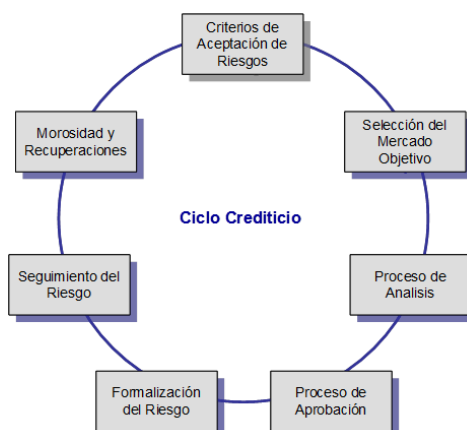 Criterios de
Aceptación de
Riesgos
Selección del
Mercado
Objetivo
Proceso de
Analisis
Proceso de
Aprobación
Formalización
del Riesgo
Seguimiento del
Riesgo
Morosidad y
Recuperaciones
Ciclo Crediticio